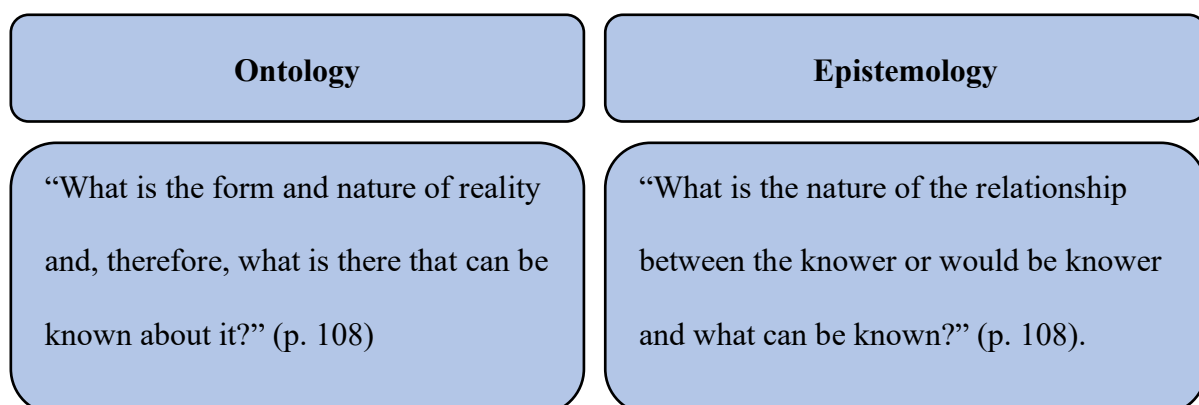 Ontology
Epistemology
“What is the form and nature of reality
and, therefore, what is there that can be
known about it?” (p. 108)
“What is the nature of the relationship
between the knower or would be knower
and what can be known?” (p. 108).